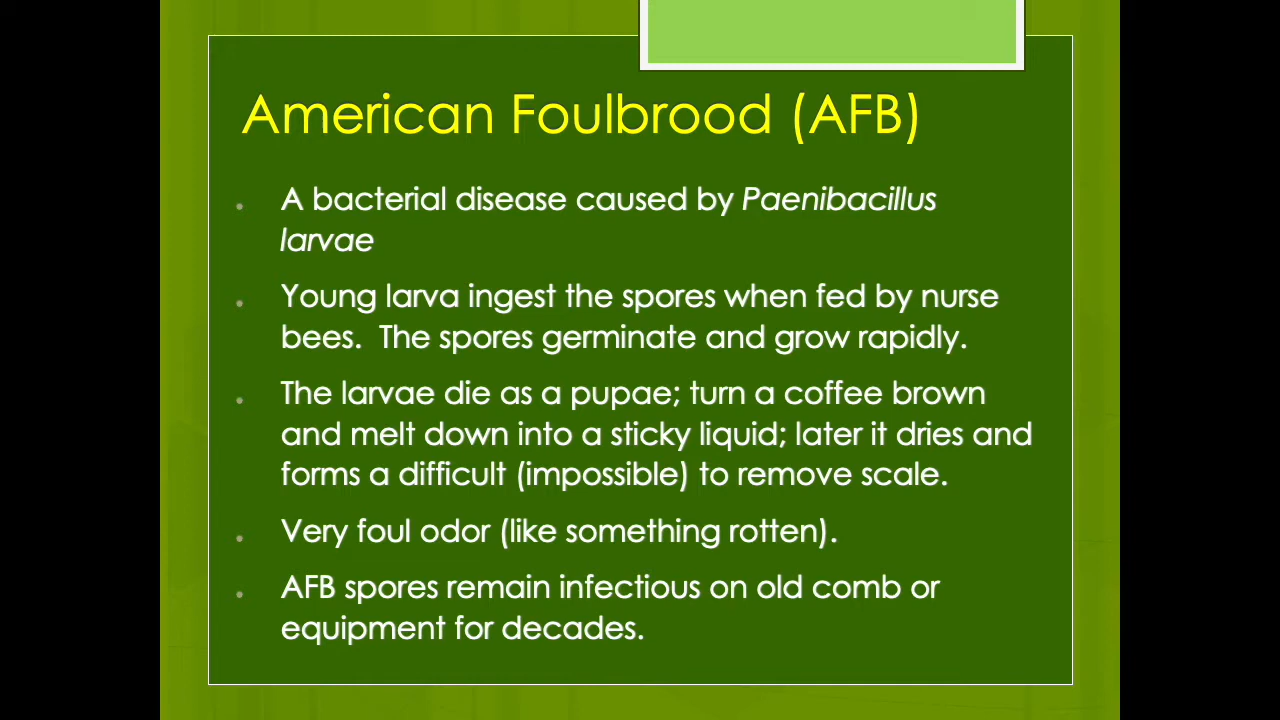 American Foulbrood (AFB)
A bacterial disease caused by Paenibacillus
larvae
Young larva ingest the spores when fed by nurse
bees.  The spores germinate and grow rapidly.
The larvae die as a pupae; turn a coffee brown
and melt down into a sticky liquid; later it dries and
forms a difficult (impossible) to remove scale.
Very foul odor (like something rotten).
AFB spores remain infectious on old comb or
equipment for decades.